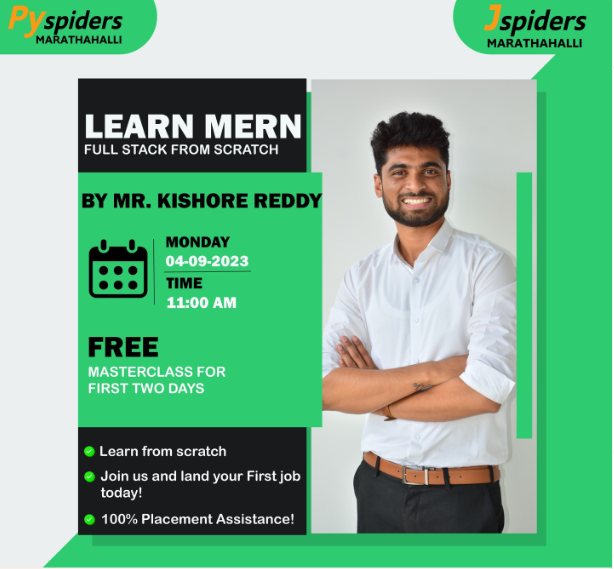 Pyspiders
MARATHAHALLI
Jspiders
MARATHAHALLI
LEARN MERN
FULL STACK FROM SCRATCH
BY MR. KISHORE REDDY
MONDAY
04-09-2023
TIME
11:00 AM
FREE
MASTERCLASS FOR
FIRST TWO DAYS
Learn from scratch
Join us and land your First job
today!
100% Placement Assistance!